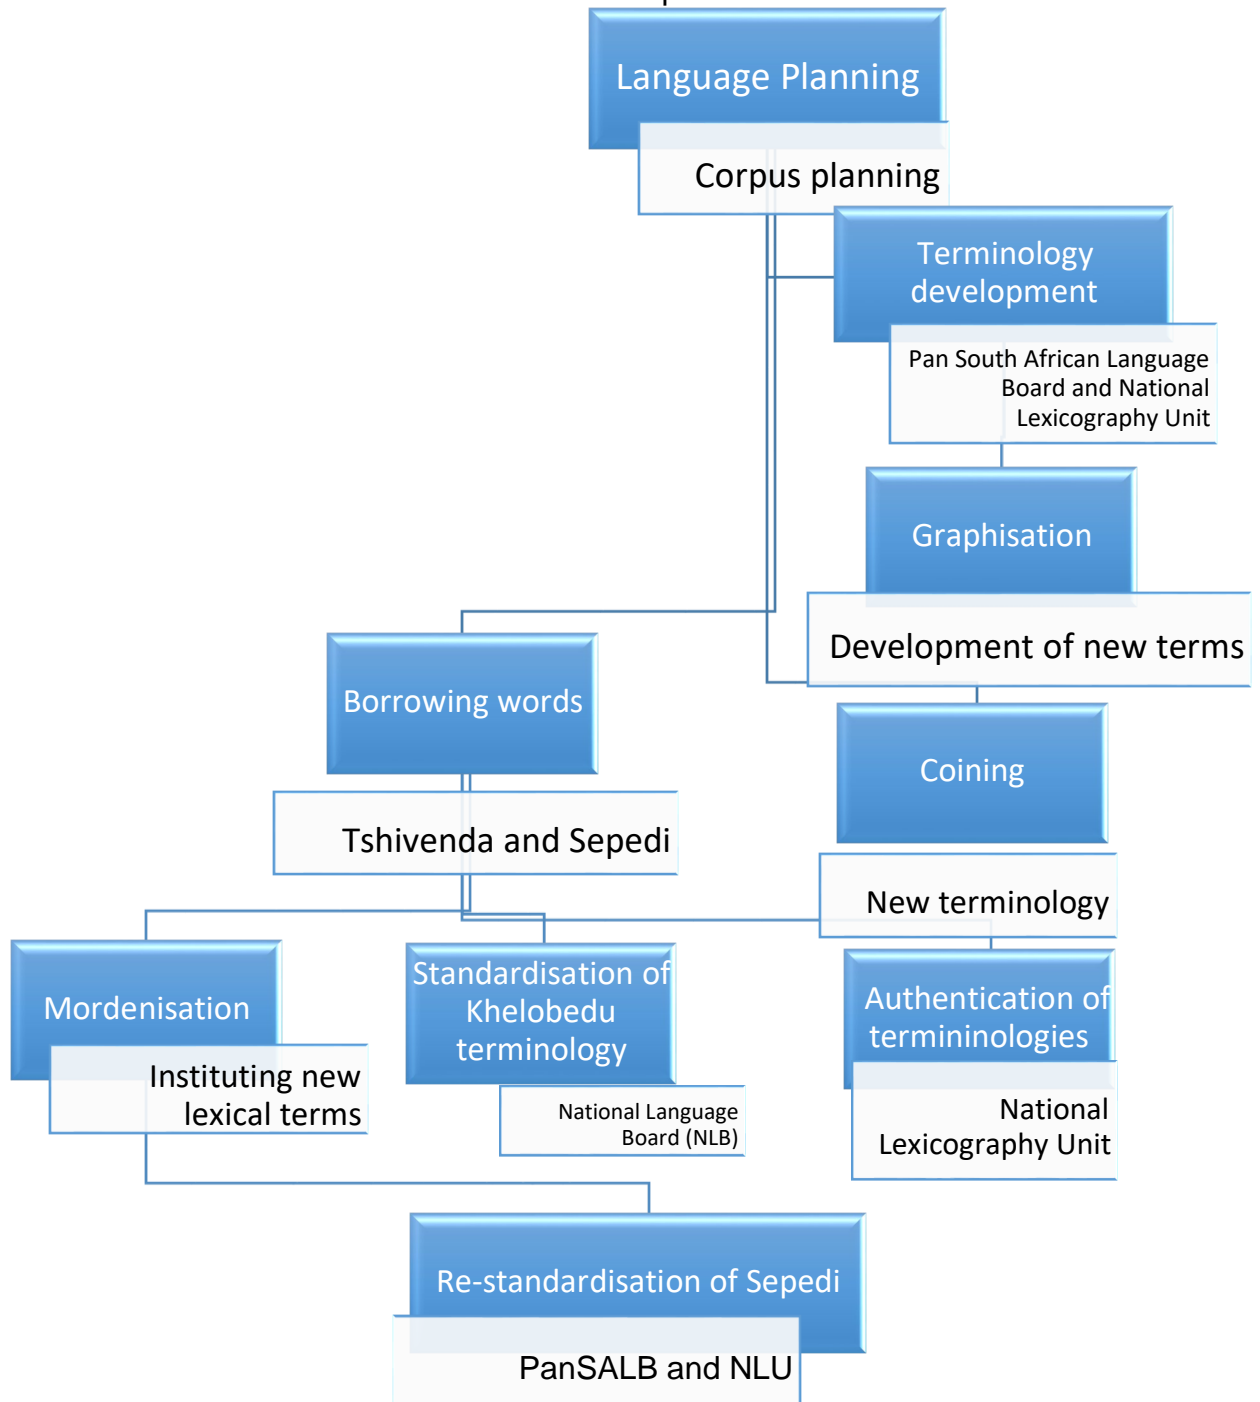 Language Planning
Corpus planning
Terminology
development
Pan South African Language
Board and National
Lexicography Unit
Graphisation
Development of new terms
Borrowing words
Tshivenda and Sepedi
Coining
New terminology
Mordenisation
Instituting new
lexical terms
Standardisation of
Khelobedu
terminology
National Language
Board (NLB)
Authentication of
termininologies
National
Lexicography Unit
Re-standardisation of Sepedi
PanSALB and NLU